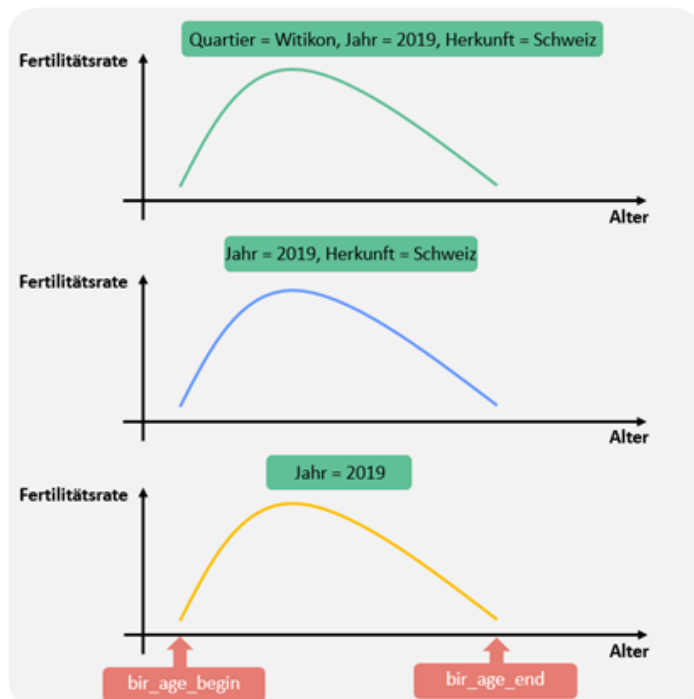 Quartier = Witikon, Jahr = 2019, Herkunft = Schweiz
Fertilitätsrate
Alter
Jahr = 2019, Herkunft = Schweiz
Fertilitätsrate
Alter
Jahr = 2019
Fertilitätsrate
Alter
bir_age_begin
bir_age_end